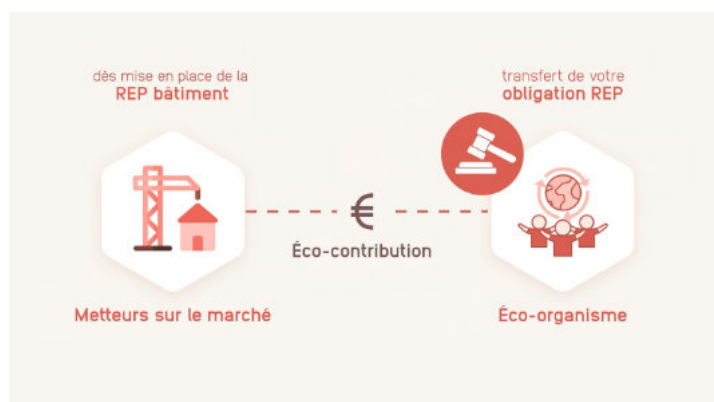 dès mise en place de la
REP bâtiment
transfert de votre
obligation REP
€
Éco-contribution
Metteurs sur le marché
Éco-organisme